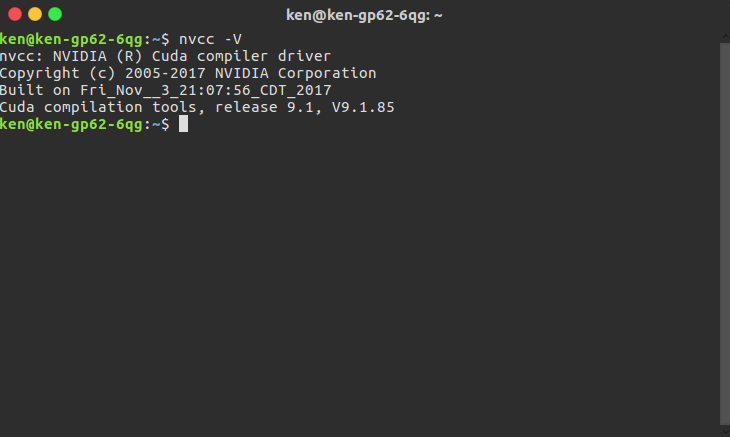 ken@ken-gp62-6qg: ~
ken@ken-gp62-6qg:~$ nvcc -V
nvcc: NVIDIA (R) Cuda compiler driver
Copyright (c) 2005-2017 NVIDIA Corporation
Built on Fri_Nov__3_21:07:56_CDT_2017
Cuda compilation tools, release 9.1, V9.1.85
ken@ken-gp62-6qg:~$